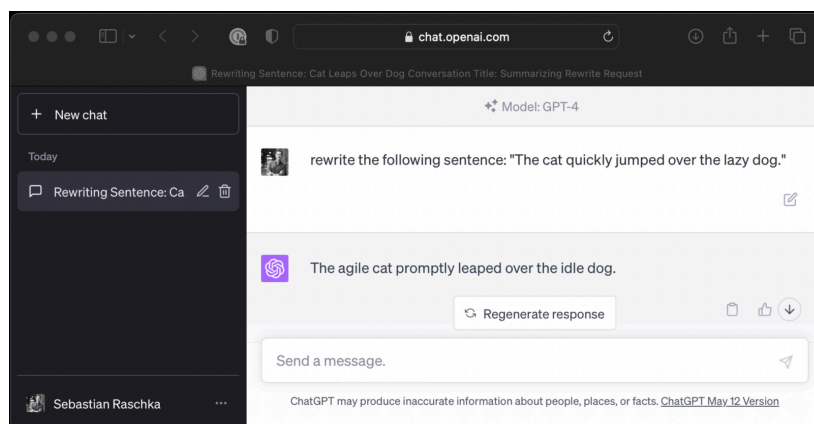 chat.openai.com
Rewriting Sentence: Cat Leaps Over Dog Conversation Title: Summarizing Rewrite Request
+ New chat
Today
Rewriting Sentence: Ca
Sebastian Raschka
Model: GPT-4
rewrite the following sentence: "The cat quickly jumped over the lazy dog."
The agile cat promptly leaped over the idle dog.
Regenerate response
Send a message.
ChatGPT may produce inaccurate information about people, places, or facts. ChatGPT May 12 Version